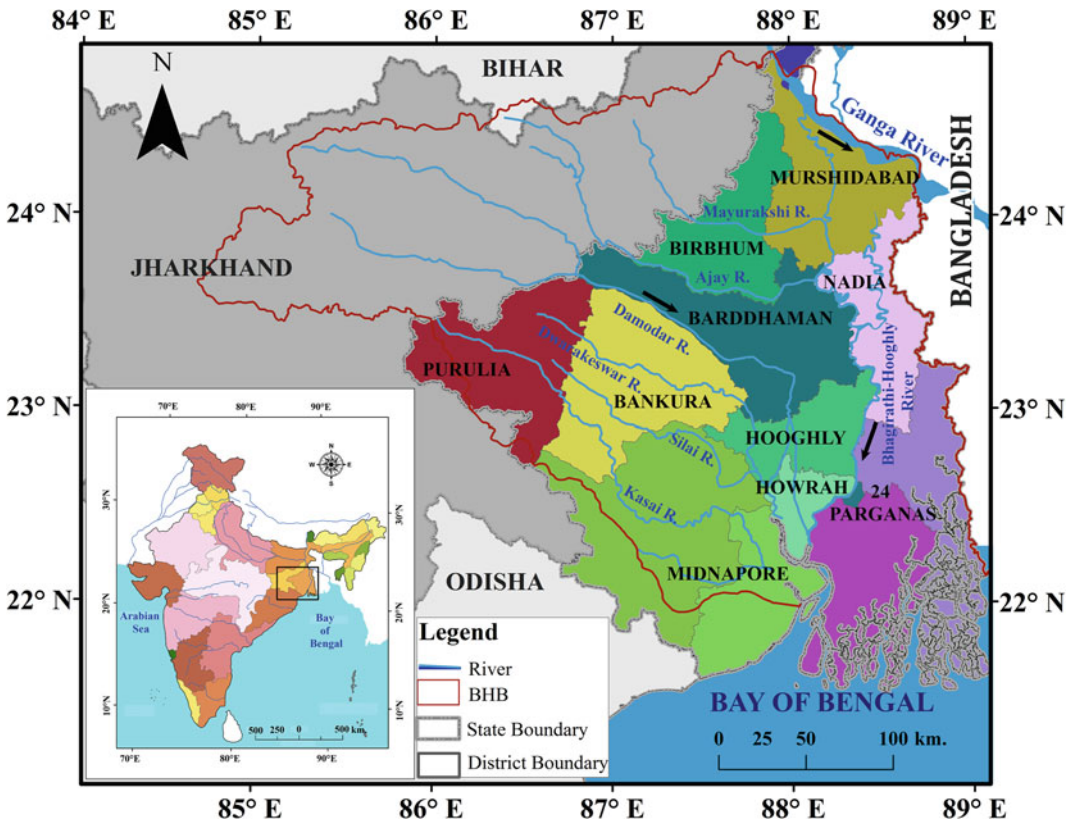 84° E
85° E
86° E
87° E
88° E
89° E
N
BIHAR
Ganga River
BANGLADESH
MURSHIDABAD
24° N
24° N
Mayurakshi R.
BIRBHUM
JHARKHAND
Ajay R.
NADIA
Damodar R.
BARDDHAMAN
Dwarakeswar R.
PURULIA
Bhagirathi-Hooghly
River
23° N
23° N
BANKURA
HOOGHLY
Silai R.
HOWRAH
24
PARGANAS
Kasai R.
MIDNAPORE
ODISHA
22° N
22° N
70°E
80°E
90°E
N
W
E
S
30°N
30°N
20°N
20°N
10°N
10°N
Arabian
Sea
Bay
of
Bengal
500 250 0 500 km
70°E
80°E
90°E
Legend
River
BHB
State Boundary
District Boundary
BAY OF BENGAL
0 25 50 100 km.
85° E
86° E
87° E
88° E
89° E